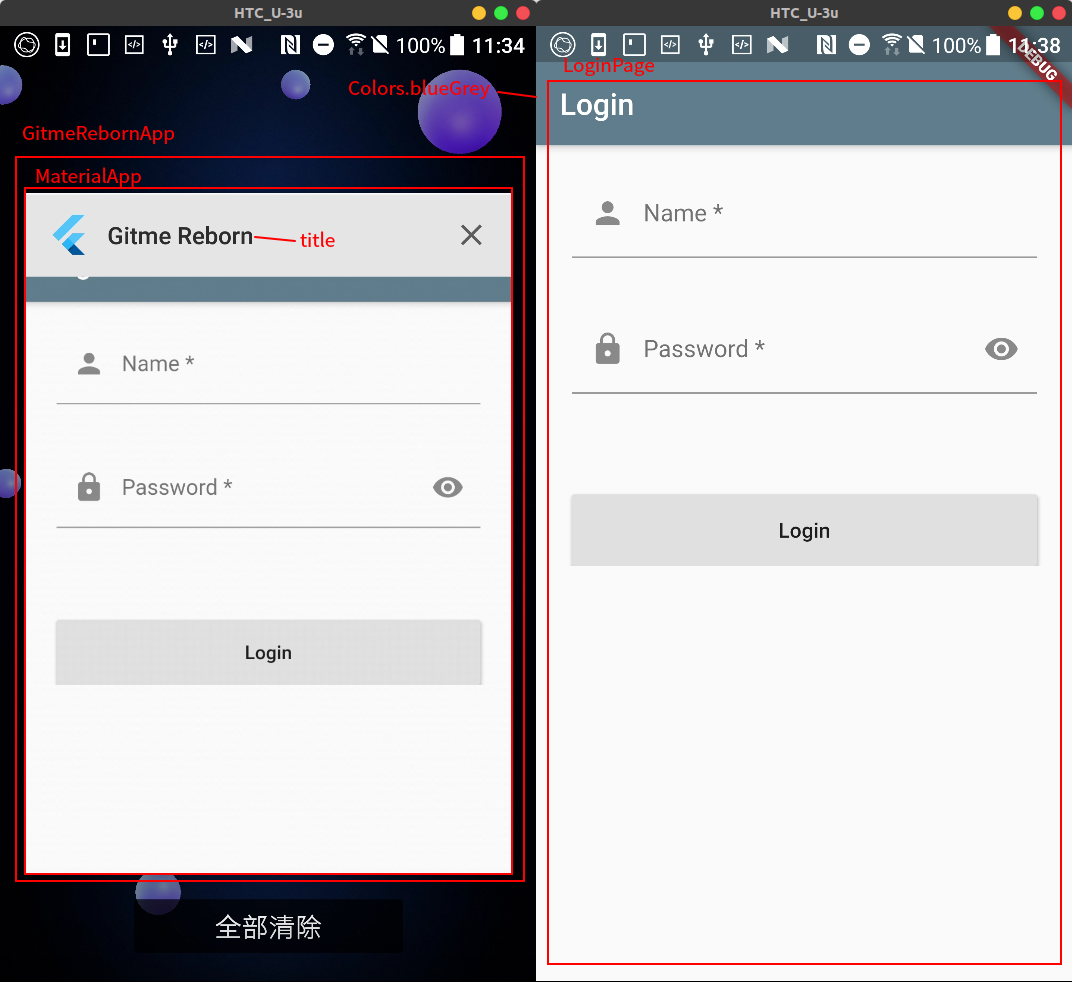 HTC_U-3u
100% 11:34
Colors.blueGrey
GitmeRebornApp
MaterialApp
Gitme Reborn
title
Name *
Password *
Login
全部清除
HTC_U-3u
100% 11:38
DEBUG
LoginPage
Login
Name *
Password *
Login